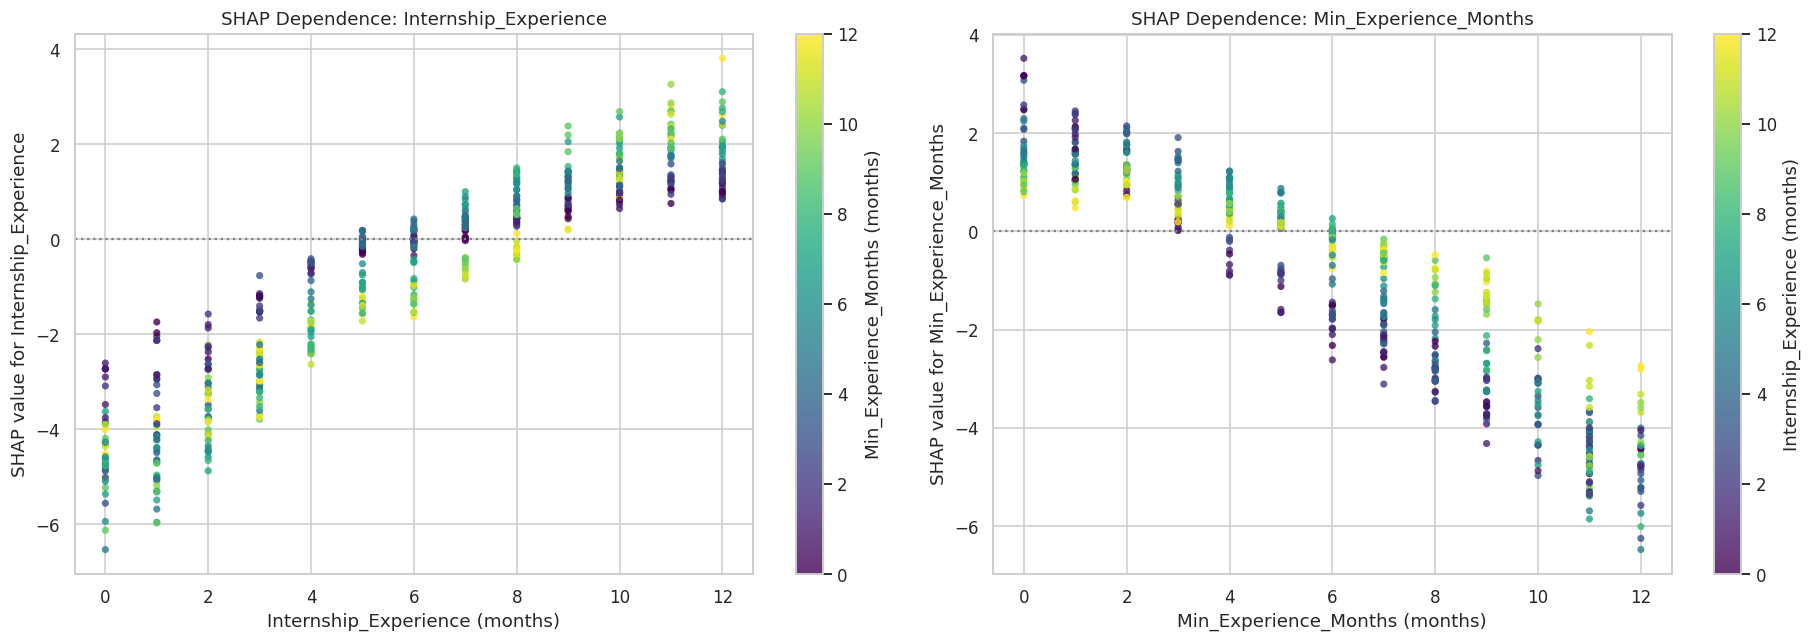 SHAP Dependence: Internship_Experience
SHAP value for Internship_Experience
4
2
0
−2
−4
−6
0 2 4 6 8 10 12
Internship_Experience (months)
12
10
8
6
4
2
0
Min_Experience_Months (months)
SHAP Dependence: Min_Experience_Months
SHAP value for Min_Experience_Months
4
2
0
−2
−4
−6
0 2 4 6 8 10 12
Min_Experience_Months (months)
12
10
8
6
4
2
0
Internship_Experience (months)